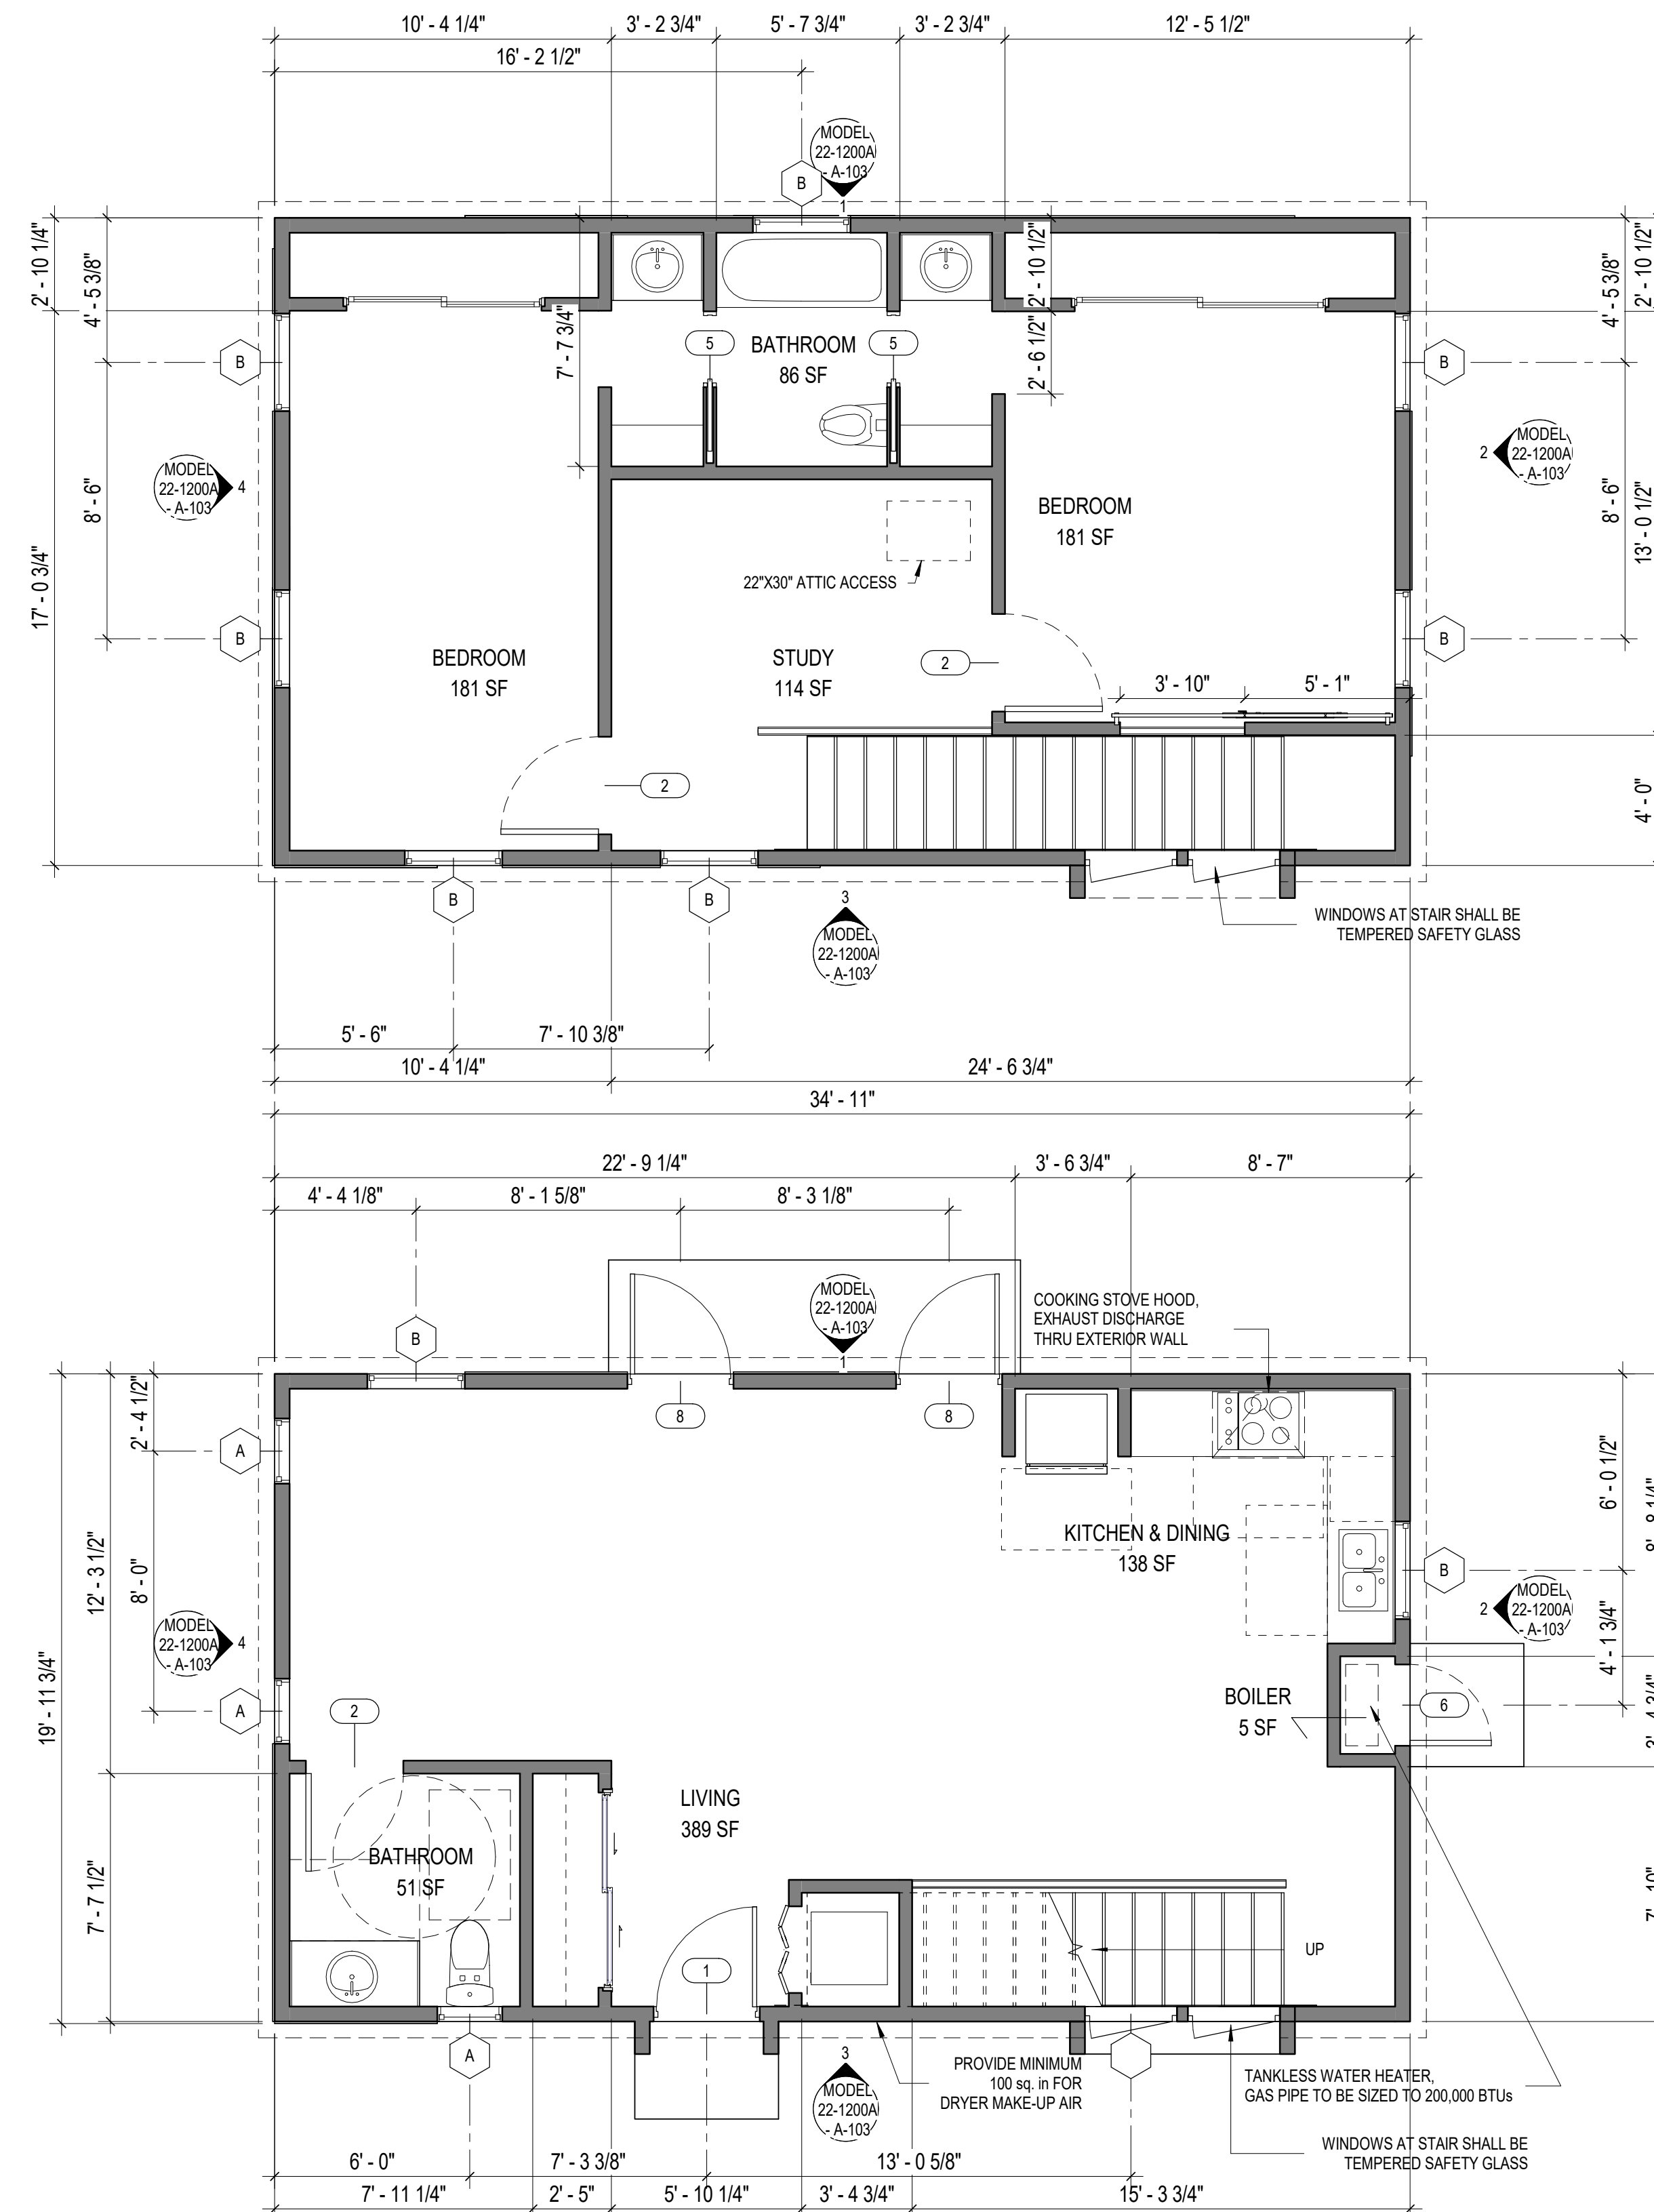 10' - 4 1/4" 3' - 2 3/4" 5' - 7 3/4" 3' - 2 3/4" 12' - 5 1/2"
16' - 2 1/2"
MODEL
22-1200A
- A-103
1
B
2' - 10 1/4"
4' - 5 3/8"
7' - 7 3/4"
2' - 10 1/2"
2' - 6 1/2"
4' - 5 3/8"
2' - 10 1/2"
5
BATHROOM
86 SF
5
B
B
MODEL
22-1200A
- A-103
4
8' - 6"
17' - 0 3/4"
BEDROOM
181 SF
2
MODEL
22-1200A
- A-103
8' - 6"
13' - 0 1/2"
22"X30" ATTIC ACCESS
B
BEDROOM
181 SF
STUDY
114 SF
2
B
3' - 10" 5' - 1"
2
4' - 0"
B
B
3
MODEL
22-1200A
- A-103
WINDOWS AT STAIR SHALL BE
TEMPERED SAFETY GLASS
5' - 6" 7' - 10 3/8"
10' - 4 1/4" 24' - 6 3/4"
34' - 11"
22' - 9 1/4" 3' - 6 3/4" 8' - 7"
4' - 4 1/8" 8' - 1 5/8" 8' - 3 1/8"
MODEL
22-1200A
- A-103
1
COOKING STOVE HOOD,
EXHAUST DISCHARGE
THRU EXTERIOR WALL
B
8
8
2' - 4 1/2"
A
6' - 0 1/2"
KITCHEN & DINING
138 SF
12' - 3 1/2"
8' - 0"
B
MODEL
22-1200A
- A-103
4
2
MODEL
22-1200A
- A-103
4' - 1 3/4"
19' - 11 3/4"
A
2
BOILER
5 SF
6
LIVING
389 SF
BATHROOM
51 SF
7' - 7 1/2"
1
UP
A
3
MODEL
22-1200A
- A-103
PROVIDE MINIMUM
100 sq. in FOR
DRYER MAKE-UP AIR
TANKLESS WATER HEATER,
GAS PIPE TO BE SIZED TO 200,000 BTUs
WINDOWS AT STAIR SHALL BE
TEMPERED SAFETY GLASS
6' - 0" 7' - 3 3/8" 13' - 0 5/8"
7' - 11 1/4" 2' - 5" 5' - 10 1/4" 3' - 4 3/4" 15' - 3 3/4"